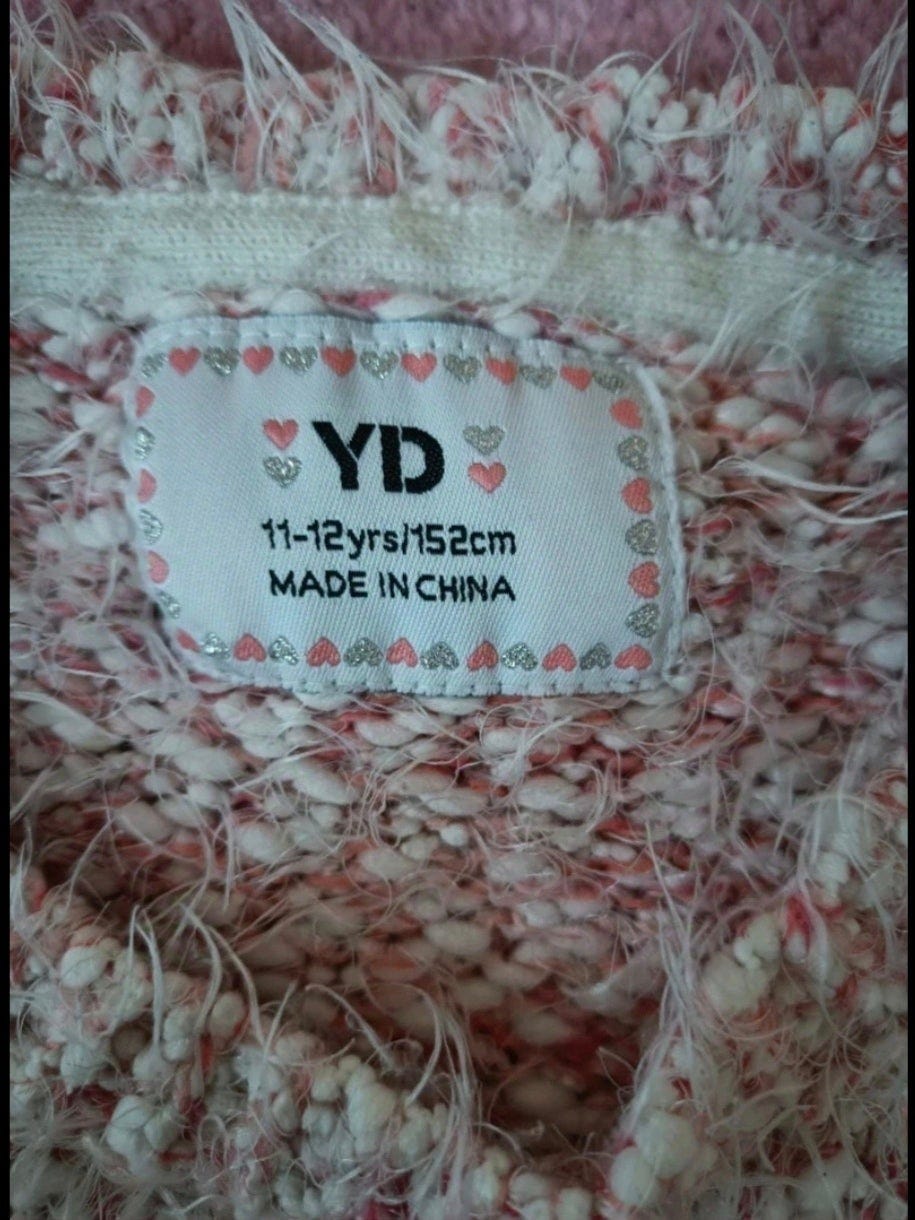 YD
11-12yrs/152cm
MADE IN CHINA